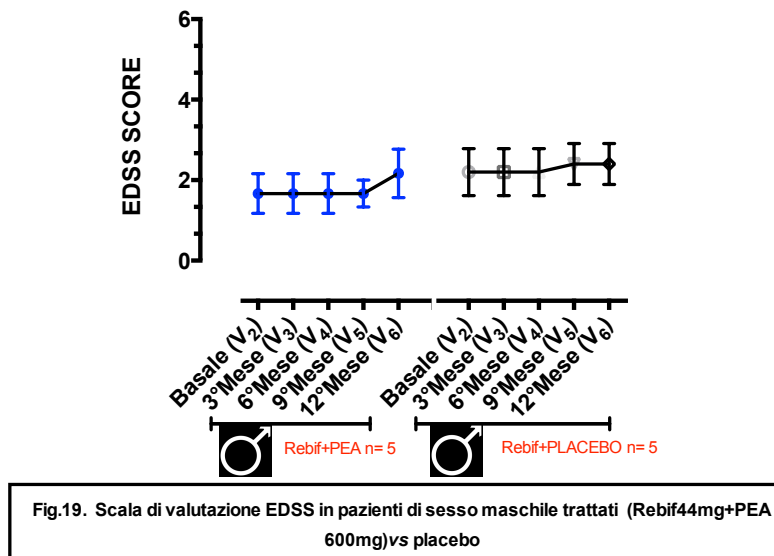 6
4
2
0
EDSS SCORE
Basale (V2)
3°Mese (V3)
6°Mese (V4)
9°Mese (V5)
12°Mese (V6)
Basale (V2)
3°Mese (V3)
6°Mese (V4)
9°Mese (V5)
12°Mese (V6)
Rebif+PEA n= 5
Rebif+PLACEBO n= 5
Fig.19. Scala di valutazione EDSS in pazienti di sesso maschile trattati (Rebif44mg+PEA
600mg)vs placebo